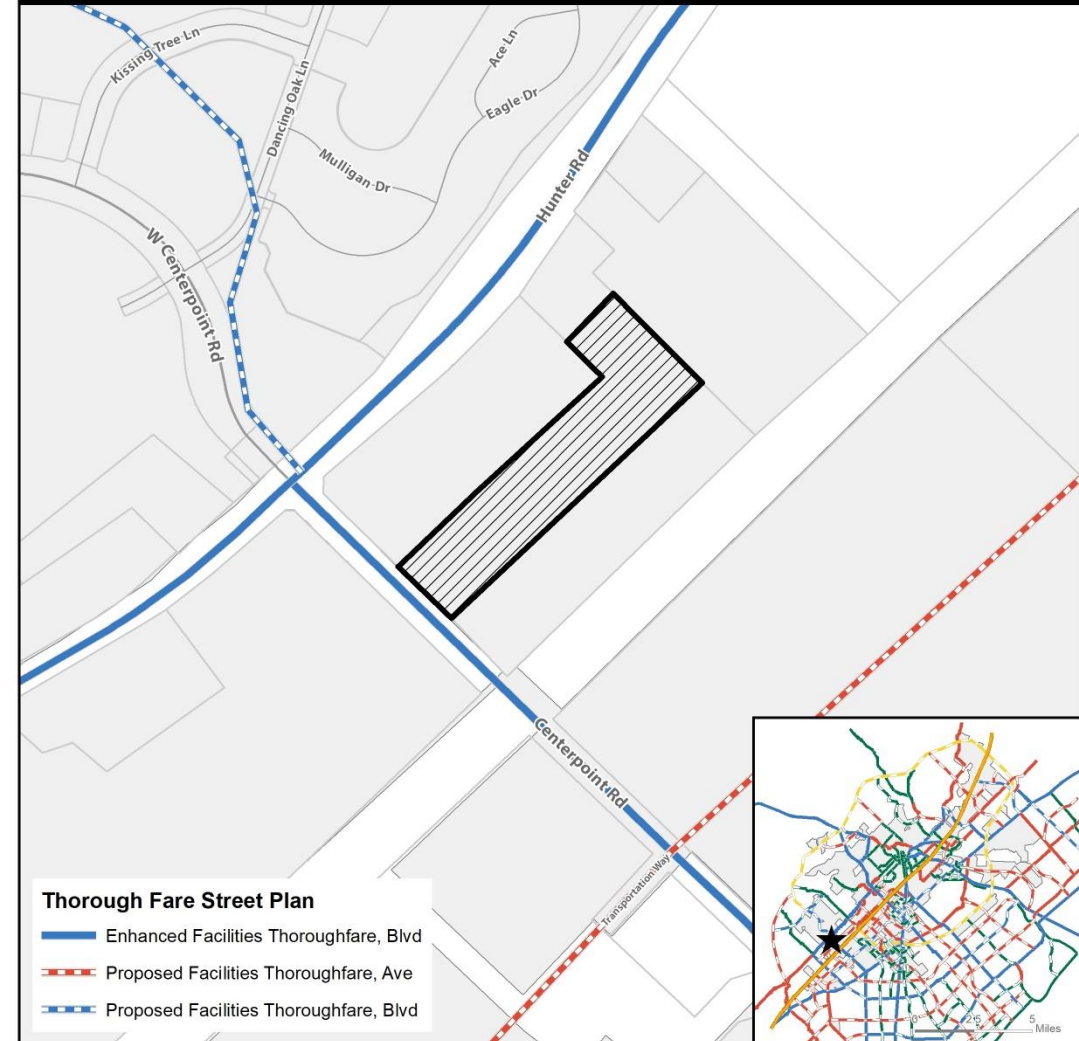 Kissing Tree Ln
Ace Ln
Dancing Oak Ln
Eagle Dr
Mulligan Dr
Hunter Rd
W Centerpoint Rd
Centerpoint Rd
Transportation Way
Thorough Fare Street Plan
Enhanced Facilities Thoroughfare, Blvd
Proposed Facilities Thoroughfare, Ave
Proposed Facilities Thoroughfare, Blvd
0 2.5 5
Miles